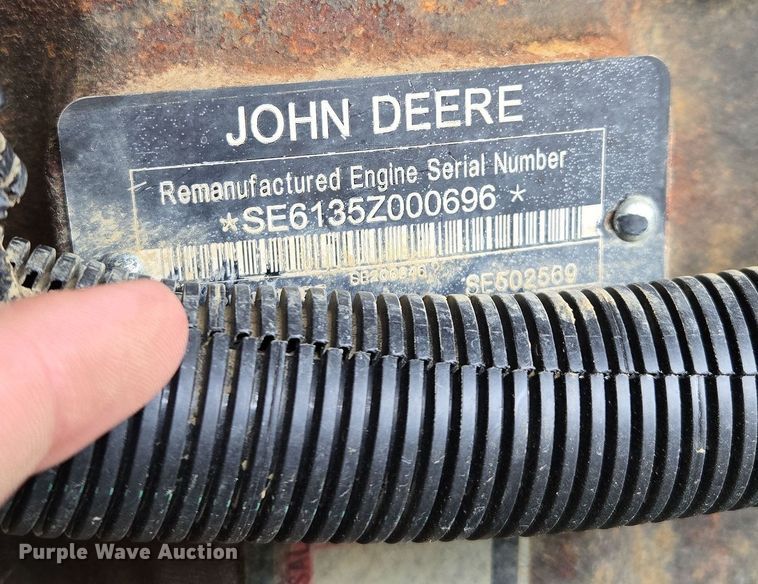 JOHN DEERE
Remanufactured Engine Serial Number
*SE6135Z000696 *
SE502569
Purple Wave Auction